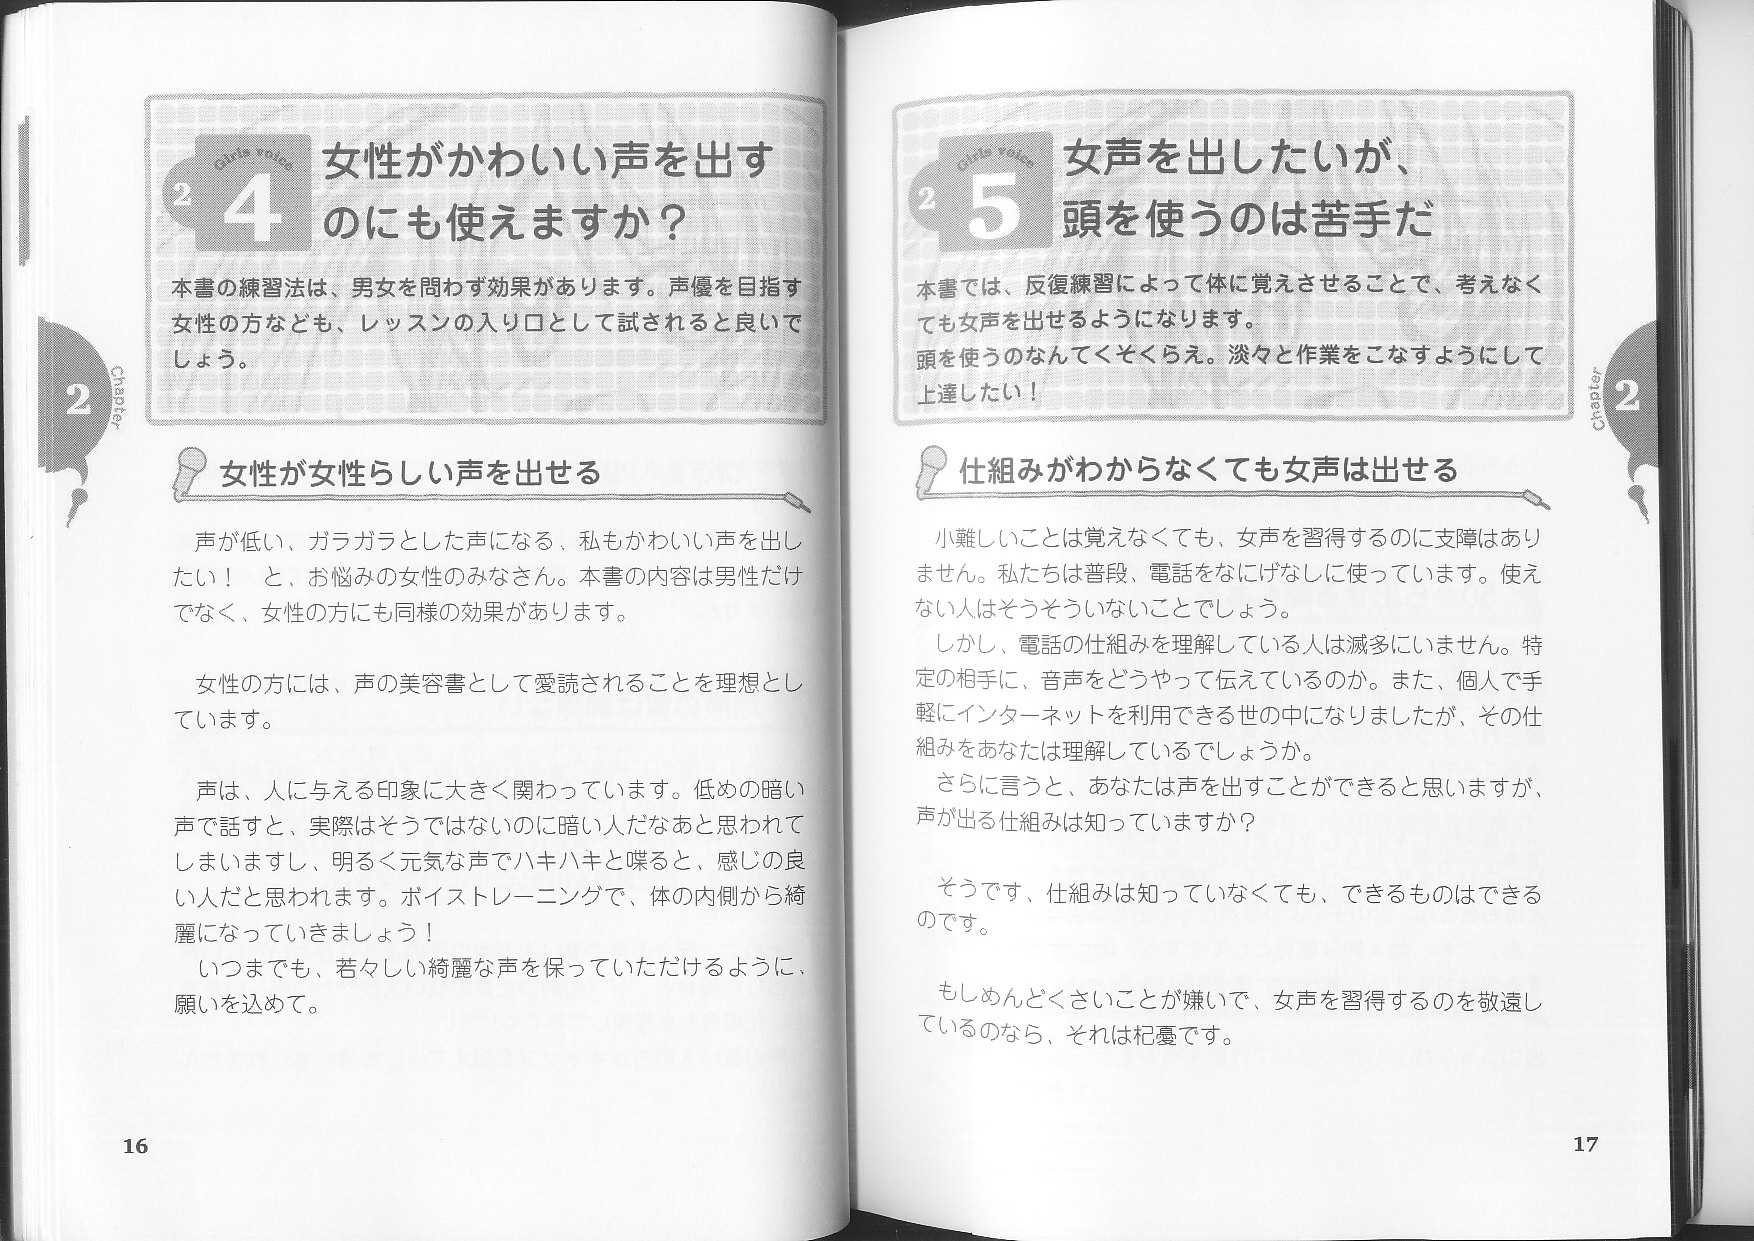 Girls voice
2
4
女性がかわいい声を出す
のにも使えますか？
本書の練習法は、男女を問わず効果があります。声優を目指す
女性の方なども、レッスンの入り口として試されると良いで
しょう。
2
Chapter
女性が女性らしい声を出せる
声が低い、ガラガラとした声になる、私もかわいい声を出し
たい！　と、お悩みの女性のみなさん。本書の内容は男性だけ
でなく、女性の方にも同様の効果があります。
女性の方には、声の美容書として愛読されることを理想とし
ています。
声は、人に与える印象に大きく関わっています。低めの暗い
声で話すと、実際はそうではないのに暗い人だなあと思われて
しまいますし、明るく元気な声でハキハキと喋ると、感じの良
い人だと思われます。ボイストレーニングで、体の内側から綺
麗になっていきましょう！
いつまでも、若々しい綺麗な声を保っていただけるように、
願いを込めて。
16
Girls voice
2
5
女声を出したいが、
頭を使うのは苦手だ
本書では、反復練習によって体に覚えさせることで、考えなく
ても女声を出せるようになります。
頭を使うのなんてくそくらえ。淡々と作業をこなすようにして
上達したい！
Chapter
2
仕組みがわからなくても女声は出せる
小難しいことは覚えなくても、女声を習得するのに支障はあり
ません。私たちは普段、電話をなにげなしに使っています。使え
ない人はそうそういないことでしょう。
しかし、電話の仕組みを理解している人は滅多にいません。特
定の相手に、音声をどうやって伝えているのか。また、個人で手
軽にインターネットを利用できる世の中になりましたが、その仕
組みをあなたは理解しているでしょうか。
さらに言うと、あなたは声を出すことができると思いますが、
声が出る仕組みは知っていますか？
そうです、仕組みは知っていなくても、できるものはできる
のです。
もしめんどくさいことが嫌いで、女声を習得するのを敬遠し
ているのなら、それは杞憂です。
17